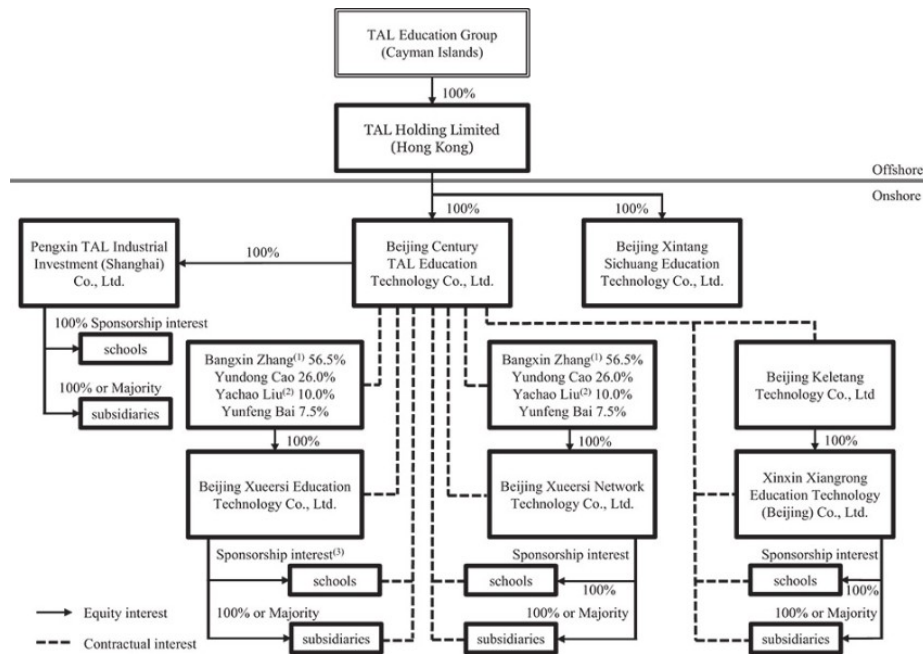 TAL Education Group
(Cayman Islands)
100%
TAL Holding Limited
(Hong Kong)
Offshore
Onshore
100%
100%
Pengxin TAL Industrial
Investment (Shanghai)
Co., Ltd.
100%
Beijing Century
TAL Education
Technology Co., Ltd.
Beijing Xintang
Sichuang Education
Technology Co., Ltd.
100% Sponsorship interest
schools
100% or Majority
subsidiaries
Bangxin Zhang(1) 56.5%
Yundong Cao 26.0%
Yachao Liu(2) 10.0%
Yunfeng Bai 7.5%
Bangxin Zhang(1) 56.5%
Yundong Cao 26.0%
Yachao Liu(2) 10.0%
Yunfeng Bai 7.5%
Beijing Keletang
Technology Co., Ltd
100%
100%
100%
Beijing Xueersi Education
Technology Co., Ltd.
Beijing Xueersi Network
Technology Co., Ltd.
Xinxin Xiangrong
Education Technology
(Beijing) Co., Ltd.
Sponsorship interest(3)
schools
100% or Majority
subsidiaries
Sponsorship interest
schools
100%
100% or Majority
subsidiaries
Sponsorship interest
schools
100%
100% or Majority
subsidiaries
Equity interest
Contractual interest